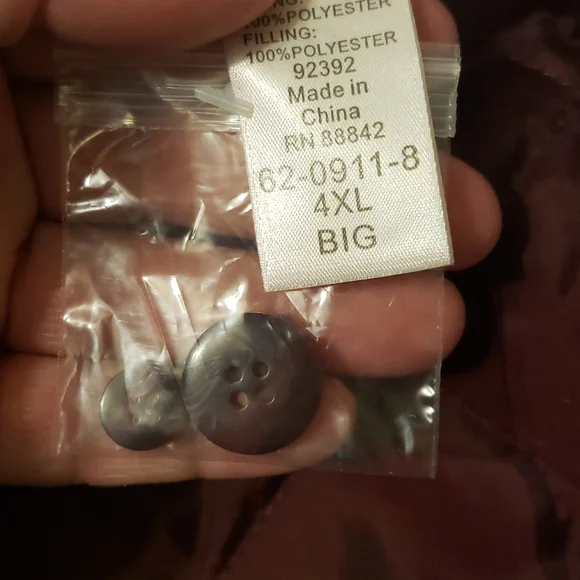 100%POLYESTER
FILLING:
100%POLYESTER
92392
Made in
China
RN 88842
62-0911-8
4XL
BIG